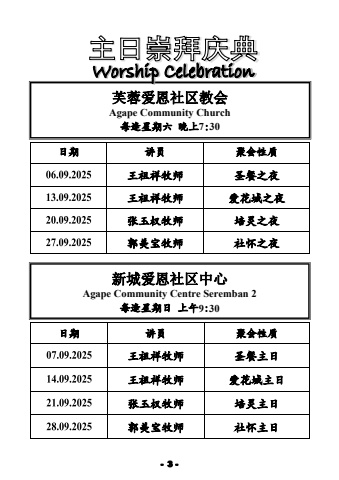 主日崇拜庆典
Worship Celebration
芙蓉爱恩社区教会
Agape Community Church
每逢星期六 晚上7:30
日期 讲员 聚会性质
06.09.2025 王祖祥牧师 圣餐之夜
13.09.2025 王祖祥牧师 爱花城之夜
20.09.2025 张玉权牧师 培灵之夜
27.09.2025 郭曼宝牧师 社怀之夜
新城爱恩社区中心
Agape Community Centre Seremban 2
每逢星期日 上午9:30
日期 讲员 聚会性质
07.09.2025 王祖祥牧师 圣餐主日
14.09.2025 王祖祥牧师 爱花城主日
21.09.2025 张玉权牧师 培灵主日
28.09.2025 郭曼宝牧师 社怀主日
- 3 -